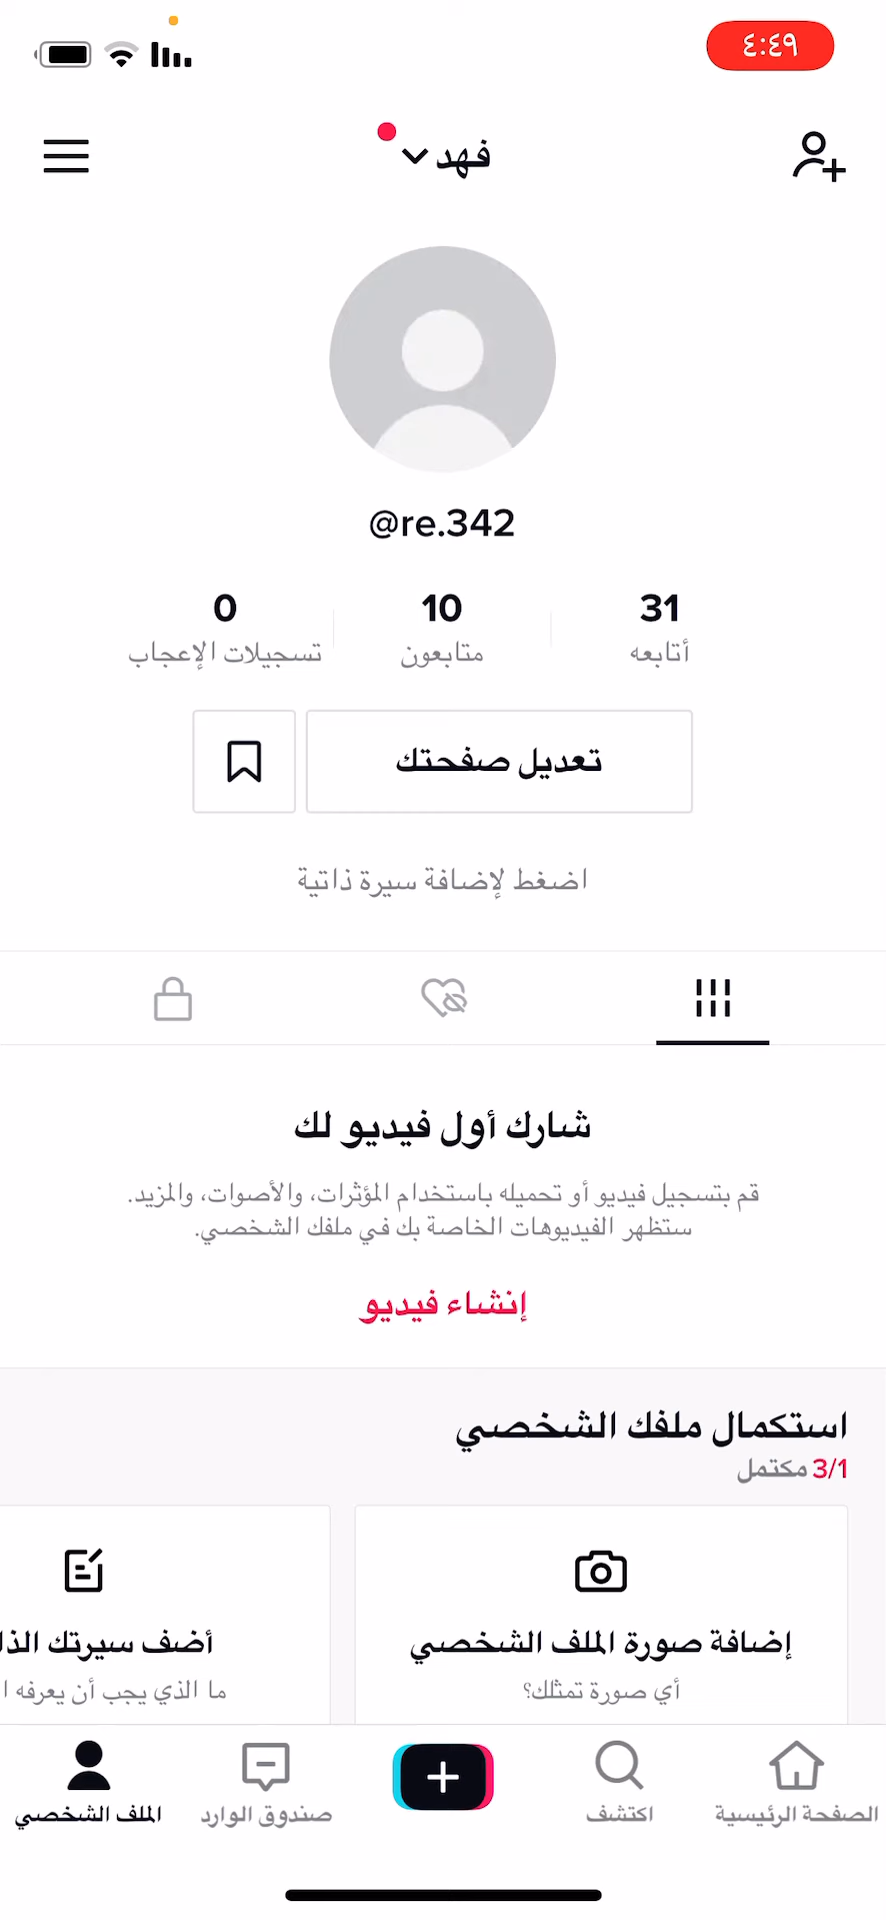 ٤:٤٩
فهد
@re.342
31
أتابعه
10
متابعون
0
تسجيلات الإعجاب
تعديل صفحتك
اضغط لإضافة سيرة ذاتية
شارك أول فيديو لك
قم بتسجيل فيديو أو تحميله باستخدام المؤثرات، والأصوات، والمزيد.
ستظهر الفيديوهات الخاصة بك في ملفك الشخصي.
إنشاء فيديو
استكمال ملفك الشخصي
3/1 مكتمل
إضافة صورة الملف الشخصي
أي صورة تمثلك؟
أضف سيرتك الذا
ما الذي يجب أن يعرفه ا
الصفحة الرئيسية
اكتشف
صندوق الوارد
الملف الشخصي